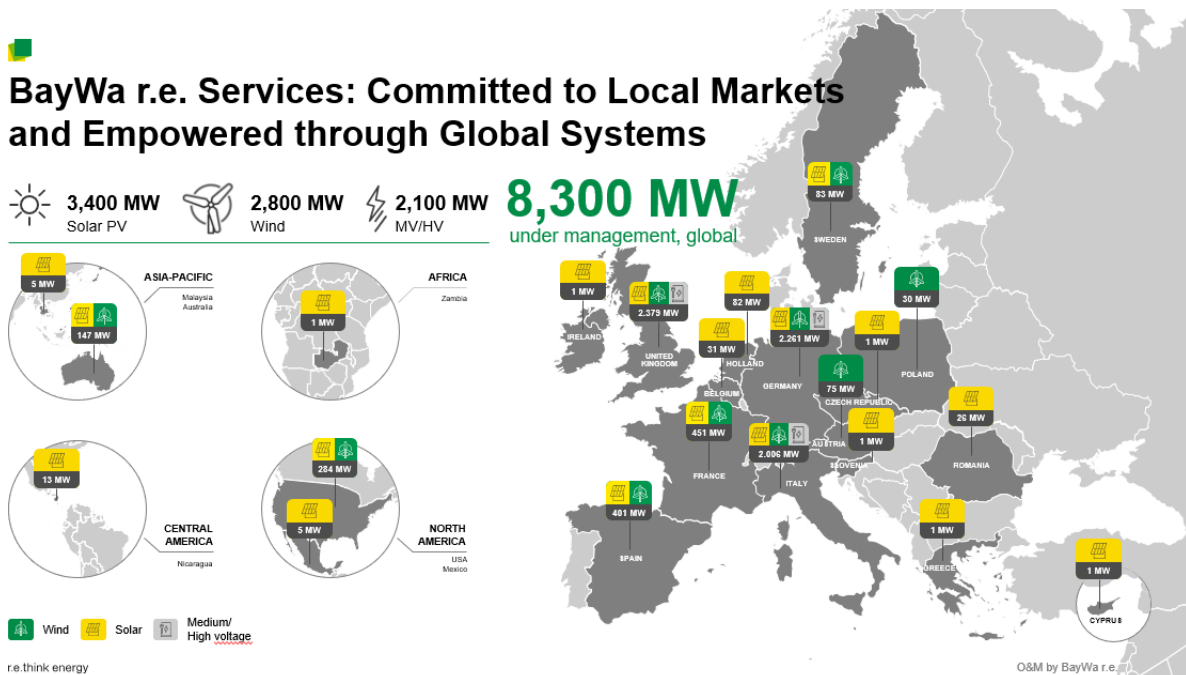 BayWa r.e. Services: Committed to Local Markets
and Empowered through Global Systems
3,400 MW
Solar PV
2,800 MW
Wind
2,100 MW
MV/HV
8,300 MW
under management, global
5 MW
147 MW
ASIA-PACIFIC
Malaysia
Australia
1 MW
AFRICA
Zambia
13 MW
CENTRAL
AMERICA
Nicaragua
284 MW
5 MW
NORTH
AMERICA
USA
Mexico
83 MW
SWEDEN
1 MW
IRELAND
2.379 MW
UNITED
KINGDOM
82 MW
HOLLAND
31 MW
BELGIUM
2.261 MW
GERMANY
30 MW
POLAND
1 MW
CZECH REPUBLIC
75 MW
AUSTRIA
1 MW
SLOVENIA
26 MW
ROMANIA
451 MW
FRANCE
2.006 MW
ITALY
401 MW
SPAIN
1 MW
GREECE
1 MW
CYPRUS
Wind
Solar
Medium/
High voltage
r.e.think energy
O&M by BayWa r.e.